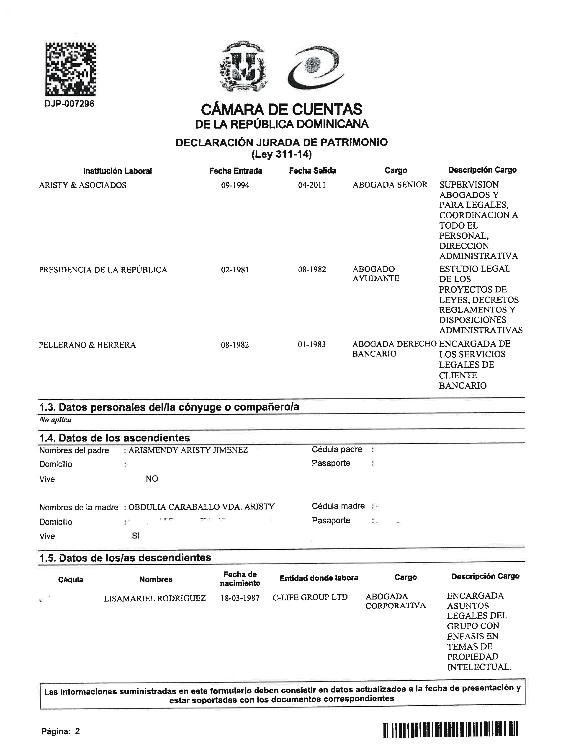 DJP-007296
CÁMARA DE CUENTAS
DE LA REPÚBLICA DOMINICANA
DECLARACIÓN JURADA DE PATRIMONIO
(Ley 311-14)
Institución Laboral Fecha Entrada Fecha Salida Cargo Descripción Cargo
ARISTY & ASOCIADOS 09-1994 04-2011 ABOGADA SENIOR SUPERVISION
ABOGADOS Y
PARA LEGALES,
COORDINACION A
TODO EL
PERSONAL,
DIRECCION
ADMINISTRATIVA
PRESIDENCIA DE LA REPÚBLICA 02-1981 08-1982 ABOGADO ESTUDIO LEGAL
AYUDANTE DE LOS
PROYECTOS DE
LEYES, DECRETOS
REGLAMENTOS Y
DISPOSICIONES
ADMINISTRATIVAS
PELLERANO & HERRERA 08-1982 01-1983 ABOGADA DERECHO ENCARGADA DE
BANCARIO LOS SERVICIOS
LEGALES DE
CLIENTE
BANCARIO
1.3. Datos personales del/la cónyuge o compañero/a
No aplica
1.4. Datos de los ascendientes
Nombres del padre : ARISMENDY ARISTY JIMENEZ Cédula padre :
Domicilio : Pasaporte :
Vive NO
Nombres de la madre : OBDULIA CARABALLO VDA. ARISTY Cédula madre :
Domicilio : Pasaporte :
Vive SI
1.5. Datos de los/as descendientes
Cédula Nombres Fecha de nacimiento Entidad donde labora Cargo Descripción Cargo
LISAMARIEL RODRIGUEZ 18-03-1987 C-LIFE GROUP LTD ABOGADA ENCARGADA
CORPORATIVA ASUNTOS
LEGALES DEL
GRUPO CON
ENFASIS EN
TEMAS DE
PROPIEDAD
INTELECTUAL.
Las informaciones suministradas en este formulario deben consistir en datos actualizados a la fecha de presentación y
estar soportadas con los documentos correspondientes
Página: 2